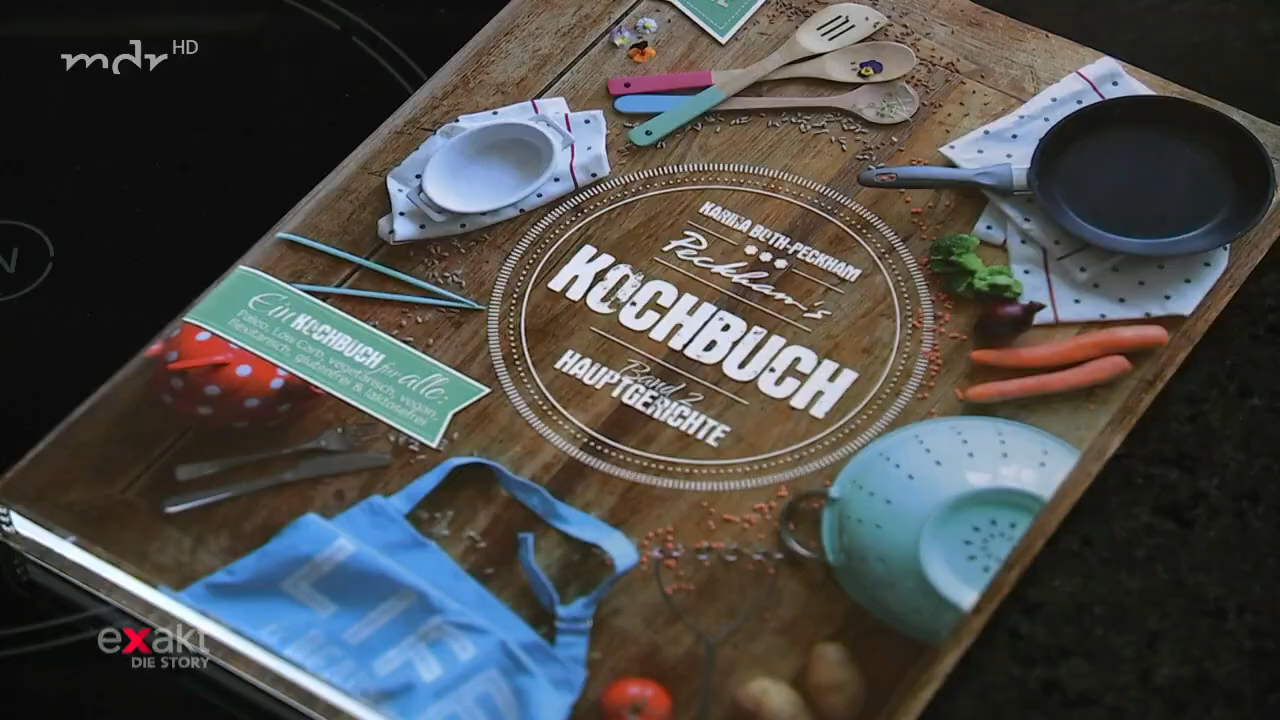 mdr HD
KARINA BOTH-PECKHAM
Peckham's
KOCHBUCH
Band 2
HAUPTGERICHTE
Ein KOCHBUCH für alle:
Paleo, Low Carb, vegetarisch, vegan,
flexitarisch, glutenfrei & laktosefrei
exakt
DIE STORY